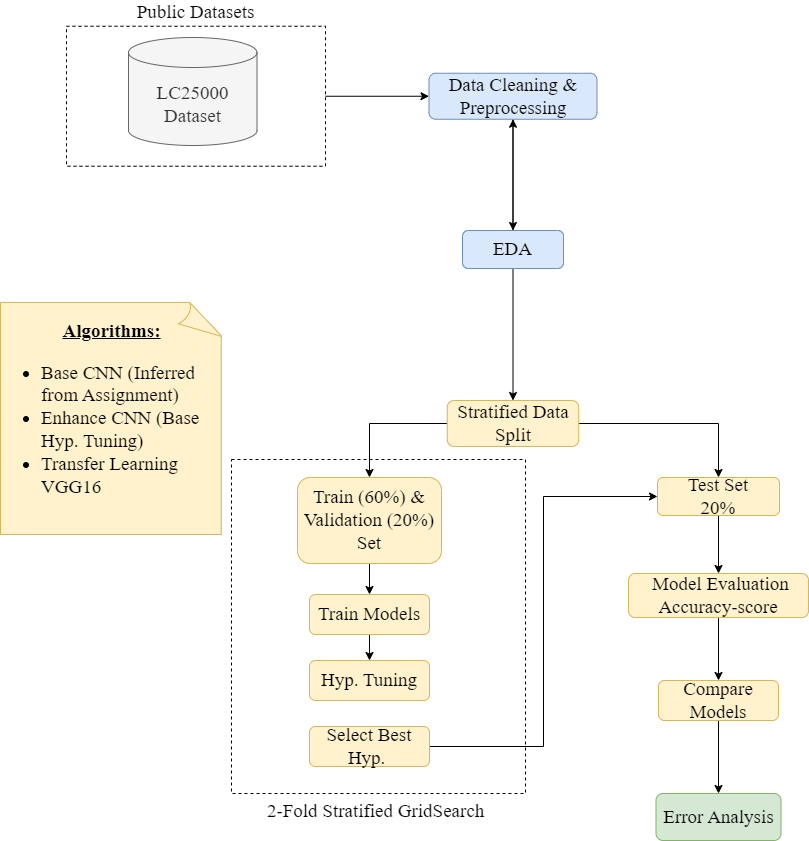 Public Datasets
LC25000
Dataset
Data Cleaning &
Preprocessing
EDA
Algorithms:
Base CNN (Inferred
from Assignment)
Enhance CNN (Base
Hyp. Tuning)
Transfer Learning
VGG16
Stratified Data
Split
Train (60%) &
Validation (20%)
Set
Train Models
Hyp. Tuning
Select Best
Hyp.
2-Fold Stratified GridSearch
Test Set
20%
Model Evaluation
Accuracy-score
Compare
Models
Error Analysis